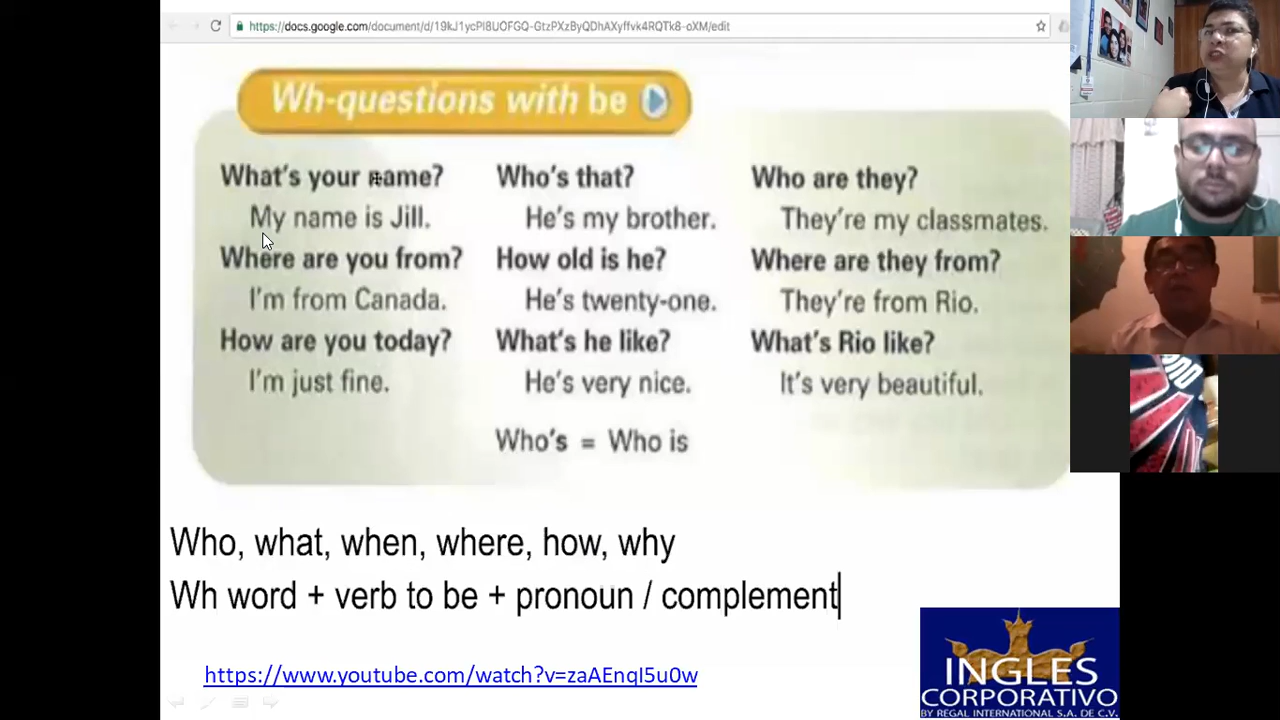 https://docs.google.com/document/d/19kJ1ycPl8UOFGQ-GtzPXzByQDhAXyffvk4RQTk8-oXM/edit
Wh-questions with be
What's your name?
My name is Jill.
Where are you from?
I'm from Canada.
How are you today?
I'm just fine.
Who's that?
He's my brother.
How old is he?
He's twenty-one.
What's he like?
He's very nice.
Who's = Who is
Who are they?
They're my classmates.
Where are they from?
They're from Rio.
What's Rio like?
It's very beautiful.
Who, what, when, where, how, why
Wh word + verb to be + pronoun / complement
https://www.youtube.com/watch?v=zaAEnqI5u0w
INGLES
CORPORATIVO
BY REGAL INTERNATIONAL S.A. DE C.V.